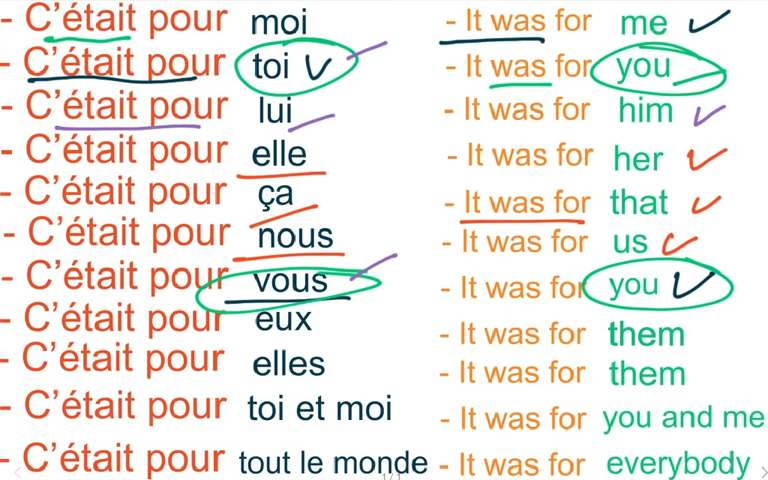 - C'était pour moi - It was for me
- C'était pour toi - It was for you
- C'était pour lui - It was for him
- C'était pour elle - It was for her
- C'était pour ça - It was for that
- C'était pour nous - It was for us
- C'était pour vous - It was for you
- C'était pour eux - It was for them
- C'était pour elles - It was for them
- C'était pour toi et moi - It was for you and me
- C'était pour tout le monde - It was for everybody
1/1